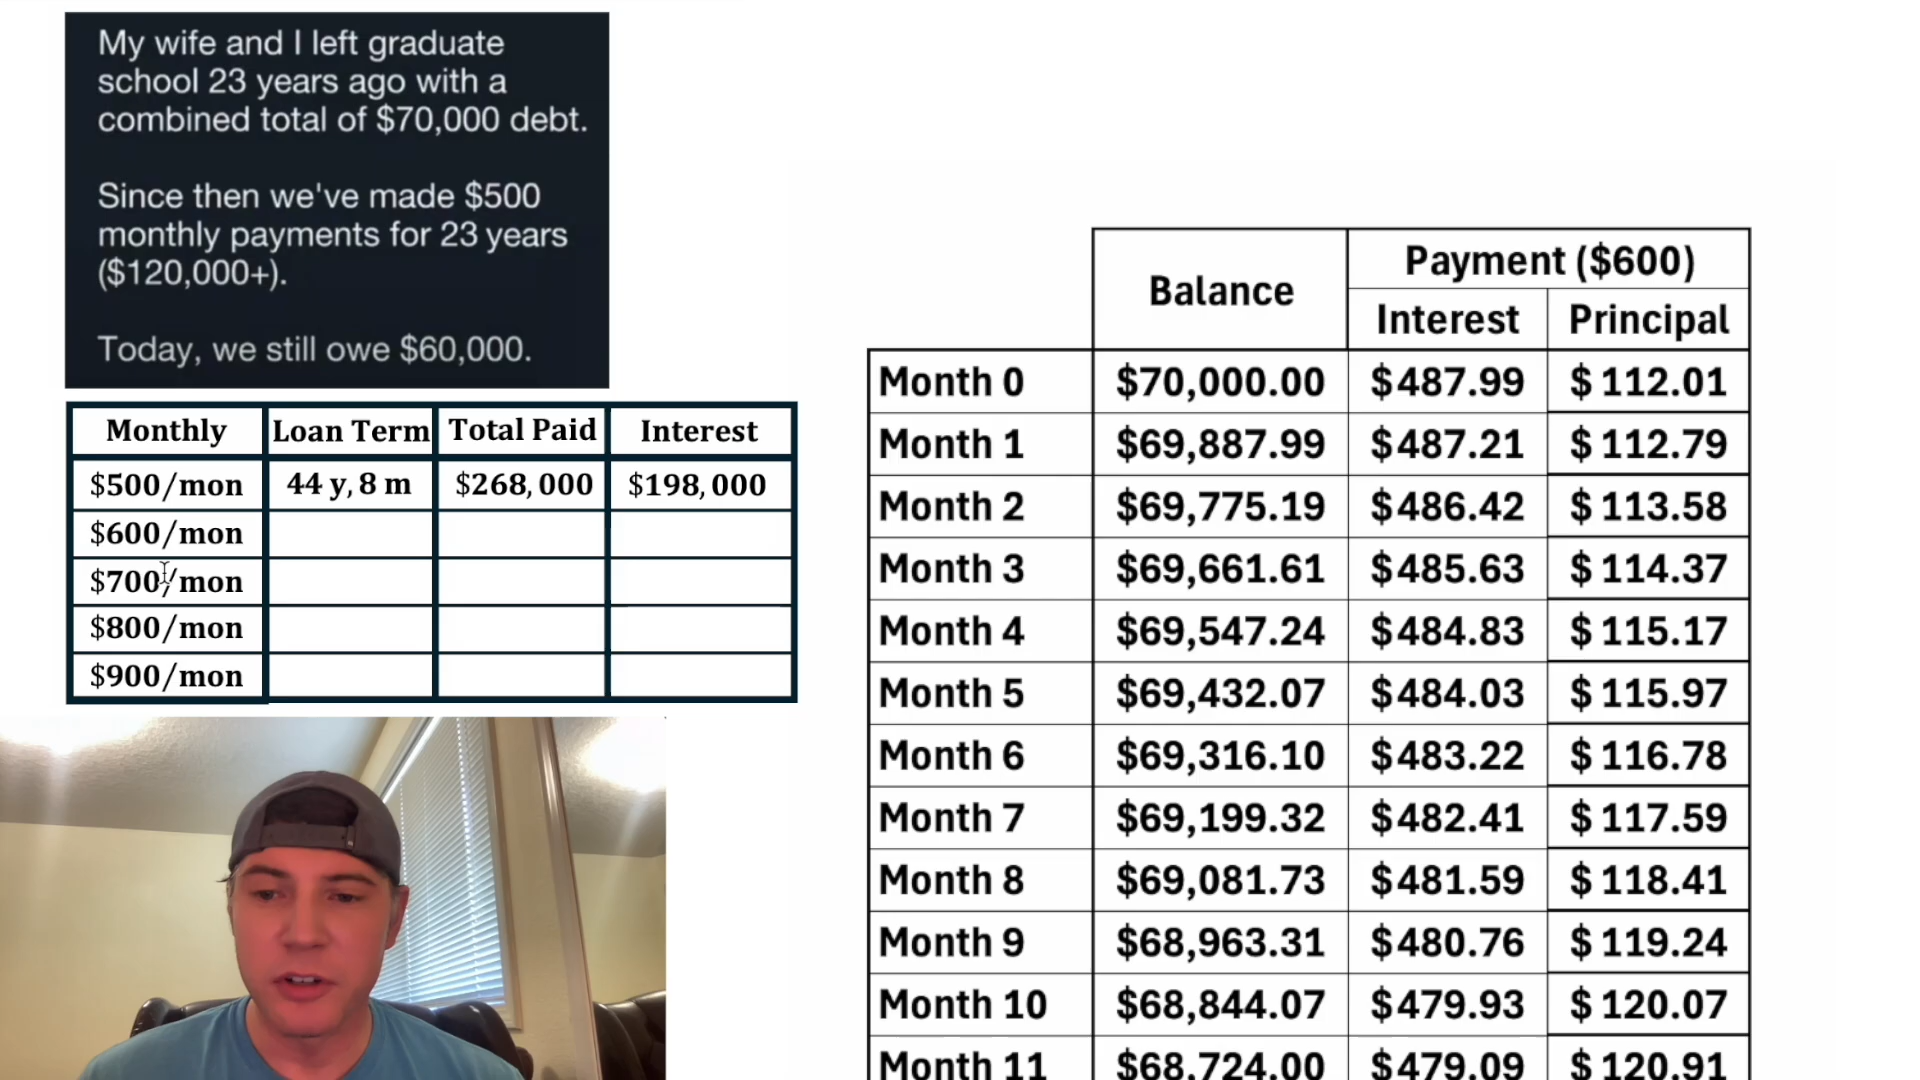 My wife and I left graduate
school 23 years ago with a
combined total of $70,000 debt.
Since then we've made $500
monthly payments for 23 years
($120,000+).
Today, we still owe $60,000.
Monthly Loan Term Total Paid Interest
$500/mon 44 y, 8 m $268,000 $198,000
$600/mon
$700/mon
$800/mon
$900/mon
Balance Payment ($600)
Interest Principal
Month 0 $70,000.00 $487.99 $112.01
Month 1 $69,887.99 $487.21 $112.79
Month 2 $69,775.19 $486.42 $113.58
Month 3 $69,661.61 $485.63 $114.37
Month 4 $69,547.24 $484.83 $115.17
Month 5 $69,432.07 $484.03 $115.97
Month 6 $69,316.10 $483.22 $116.78
Month 7 $69,199.32 $482.41 $117.59
Month 8 $69,081.73 $481.59 $118.41
Month 9 $68,963.31 $480.76 $119.24
Month 10 $68,844.07 $479.93 $120.07
Month 11 $68,724.00 $479.09 $120.91